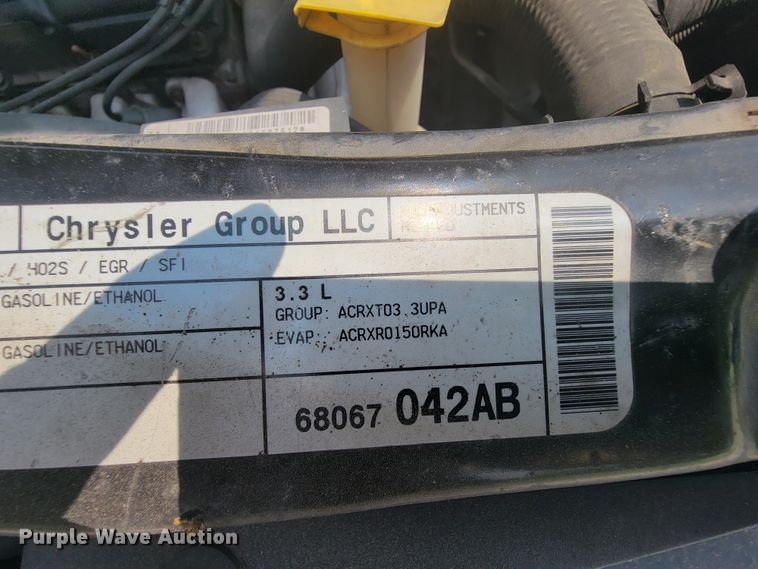 Chrysler Group LLC
ADJUSTMENTS
/ HO2S / EGR / SFI
GASOLINE/ETHANOL
3.3 L
GROUP: ACRXT03.3UPA
EVAP: ACRXR0150RKA
GASOLINE/ETHANOL
68067 042AB
Purple Wave Auction